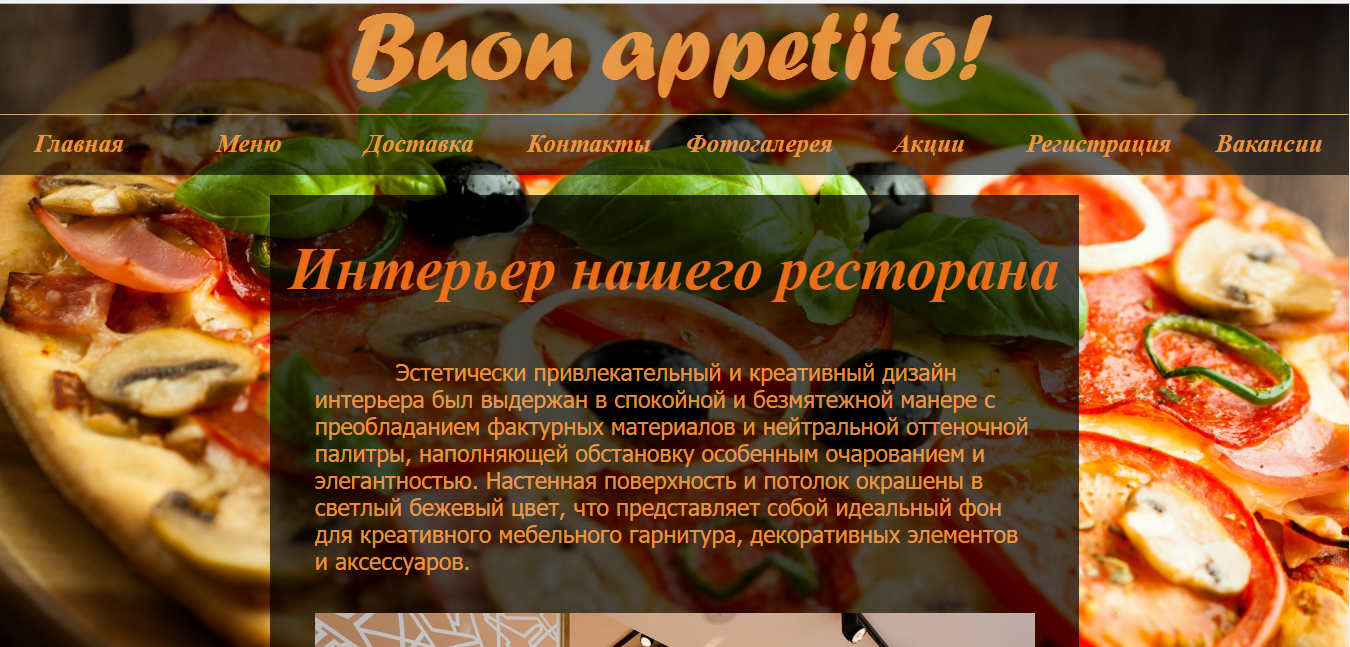 Buon appetito!
Главная Меню Доставка Контакты Фотогалерея Акции Регистрация Вакансии
Интерьер нашего ресторана
Эстетически привлекательный и креативный дизайн
интерьера был выдержан в спокойной и безмятежной манере с
преобладанием фактурных материалов и нейтральной оттеночной
палитры, наполняющей обстановку особенным очарованием и
элегантностью. Настенная поверхность и потолок окрашены в
светлый бежевый цвет, что представляет собой идеальный фон
для креативного мебельного гарнитура, декоративных элементов
и аксессуаров.